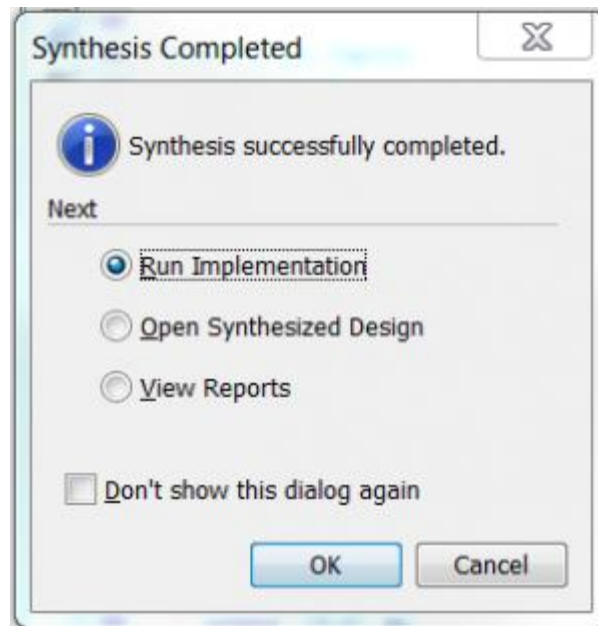 Synthesis Completed
Synthesis successfully completed.
Next
Run Implementation
Open Synthesized Design
View Reports
Don't show this dialog again
OK Cancel